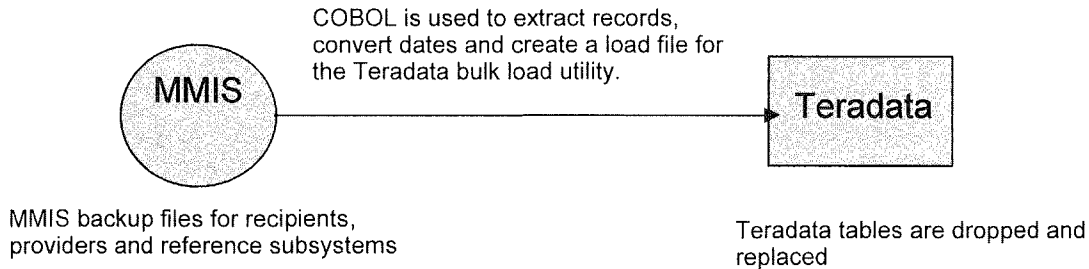 COBOL is used to extract records,
convert dates and create a load file for
the Teradata bulk load utility.
MMIS
Teradata
MMIS backup files for recipients,
providers and reference subsystems
Teradata tables are dropped and
replaced